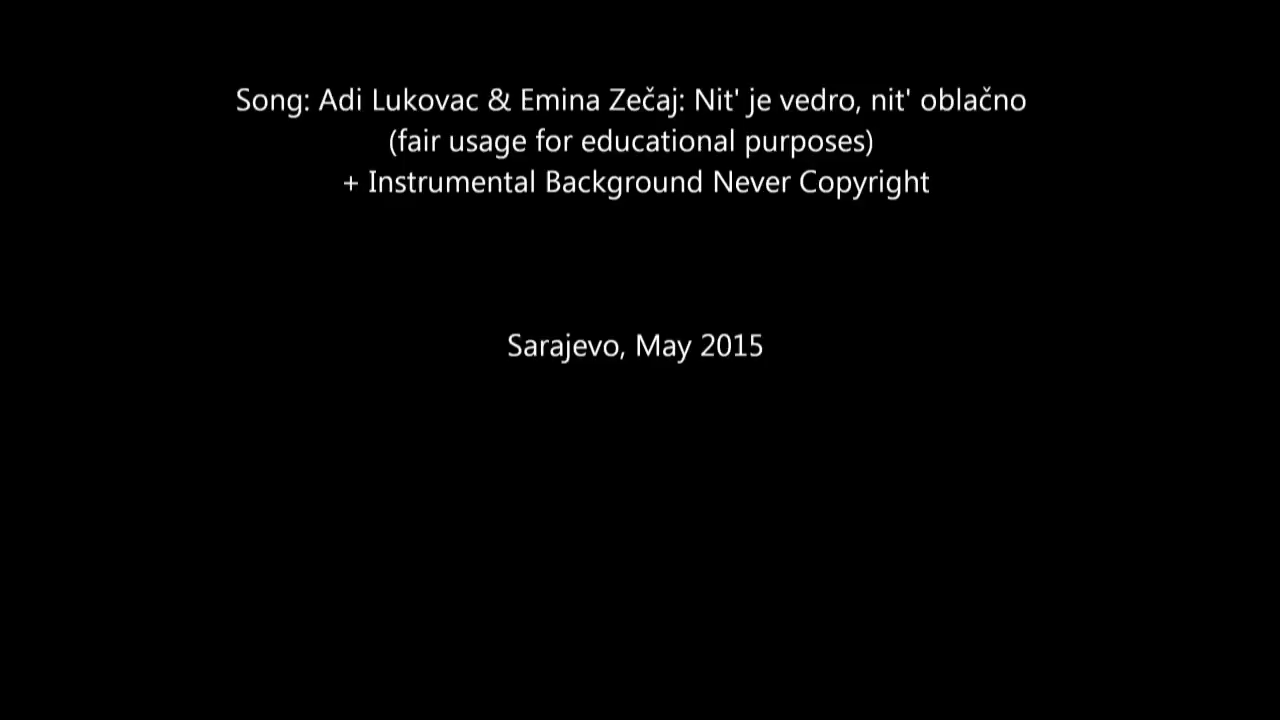 Song: Adi Lukovac & Emina Zečaj: Nit' je vedro, nit' oblačno
(fair usage for educational purposes)
+ Instrumental Background Never Copyright
Sarajevo, May 2015